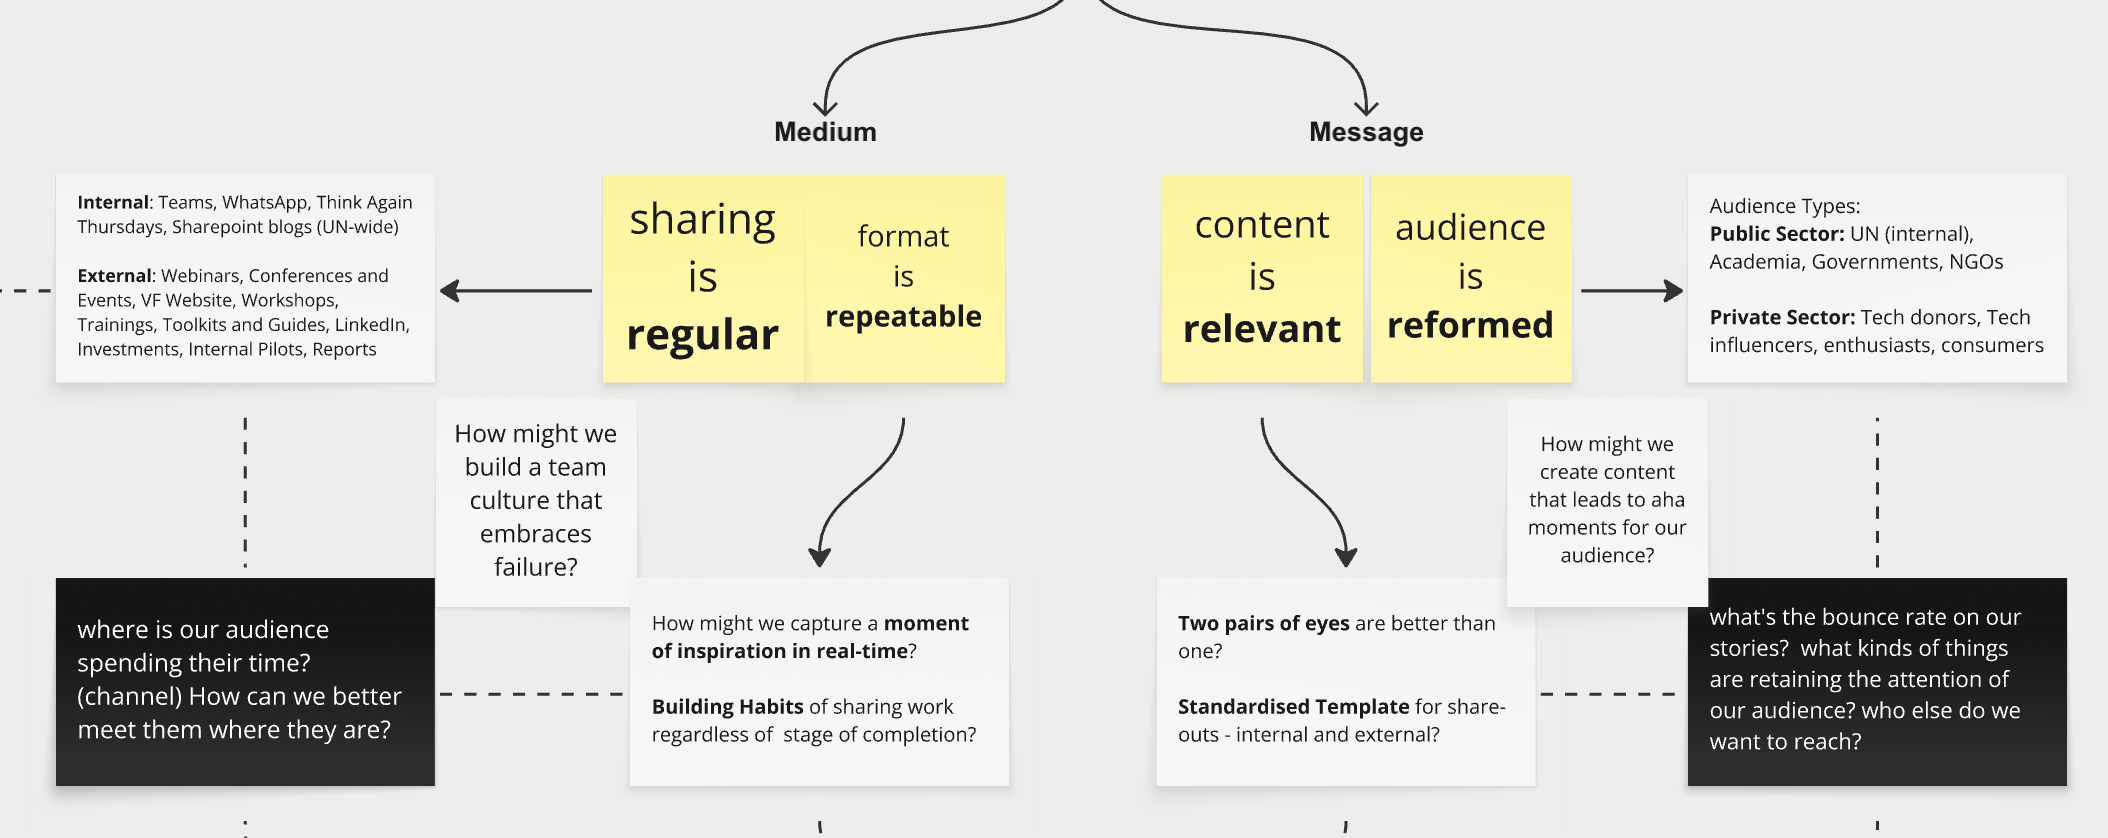 Medium
Message
Internal: Teams, WhatsApp, Think Again
Thursdays, Sharepoint blogs (UN-wide)
External: Webinars, Conferences and
Events, VF Website, Workshops,
Trainings, Toolkits and Guides, LinkedIn,
Investments, Internal Pilots, Reports
sharing
is
regular
format
is
repeatable
content
is
relevant
audience
is
reformed
Audience Types:
Public Sector: UN (internal),
Academia, Governments, NGOs
Private Sector: Tech donors, Tech
influencers, enthusiasts, consumers
How might we
build a team
culture that
embraces
failure?
How might we
create content
that leads to aha
moments for our
audience?
where is our audience
spending their time?
(channel) How can we better
meet them where they are?
How might we capture a moment
of inspiration in real-time?
Building Habits of sharing work
regardless of  stage of completion?
Two pairs of eyes are better than
one?
Standardised Template for share-
outs - internal and external?
what's the bounce rate on our
stories?  what kinds of things
are retaining the attention of
our audience? who else do we
want to reach?